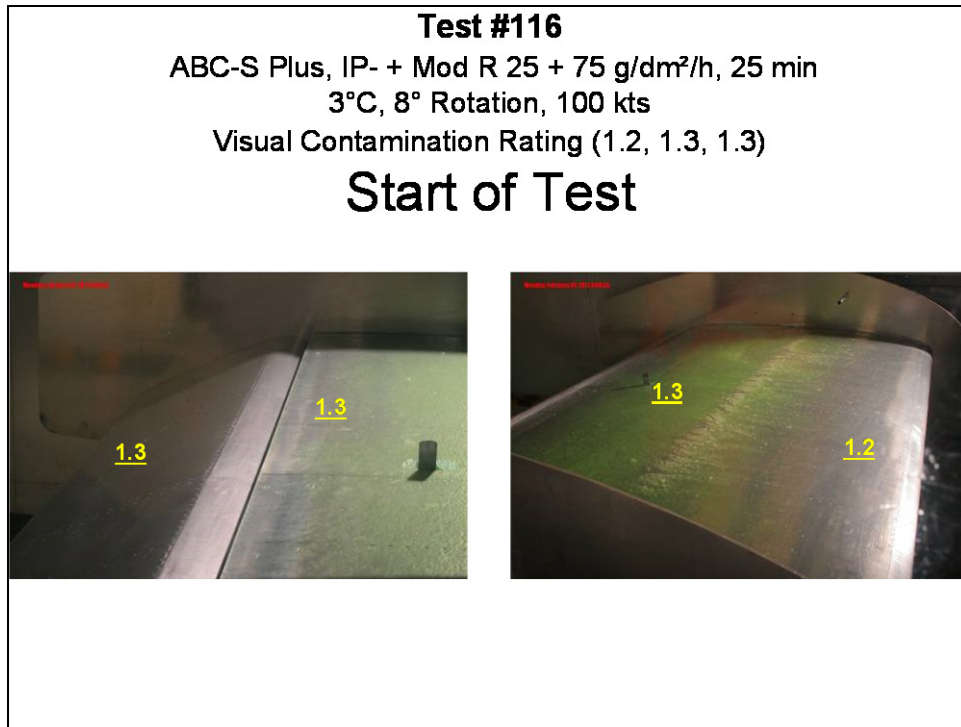 Test #116
ABC-S Plus, IP- + Mod R 25 + 75 g/dm²/h, 25 min
3°C, 8° Rotation, 100 kts
Visual Contamination Rating (1.2, 1.3, 1.3)
Start of Test
1.3
1.3
1.3
1.2